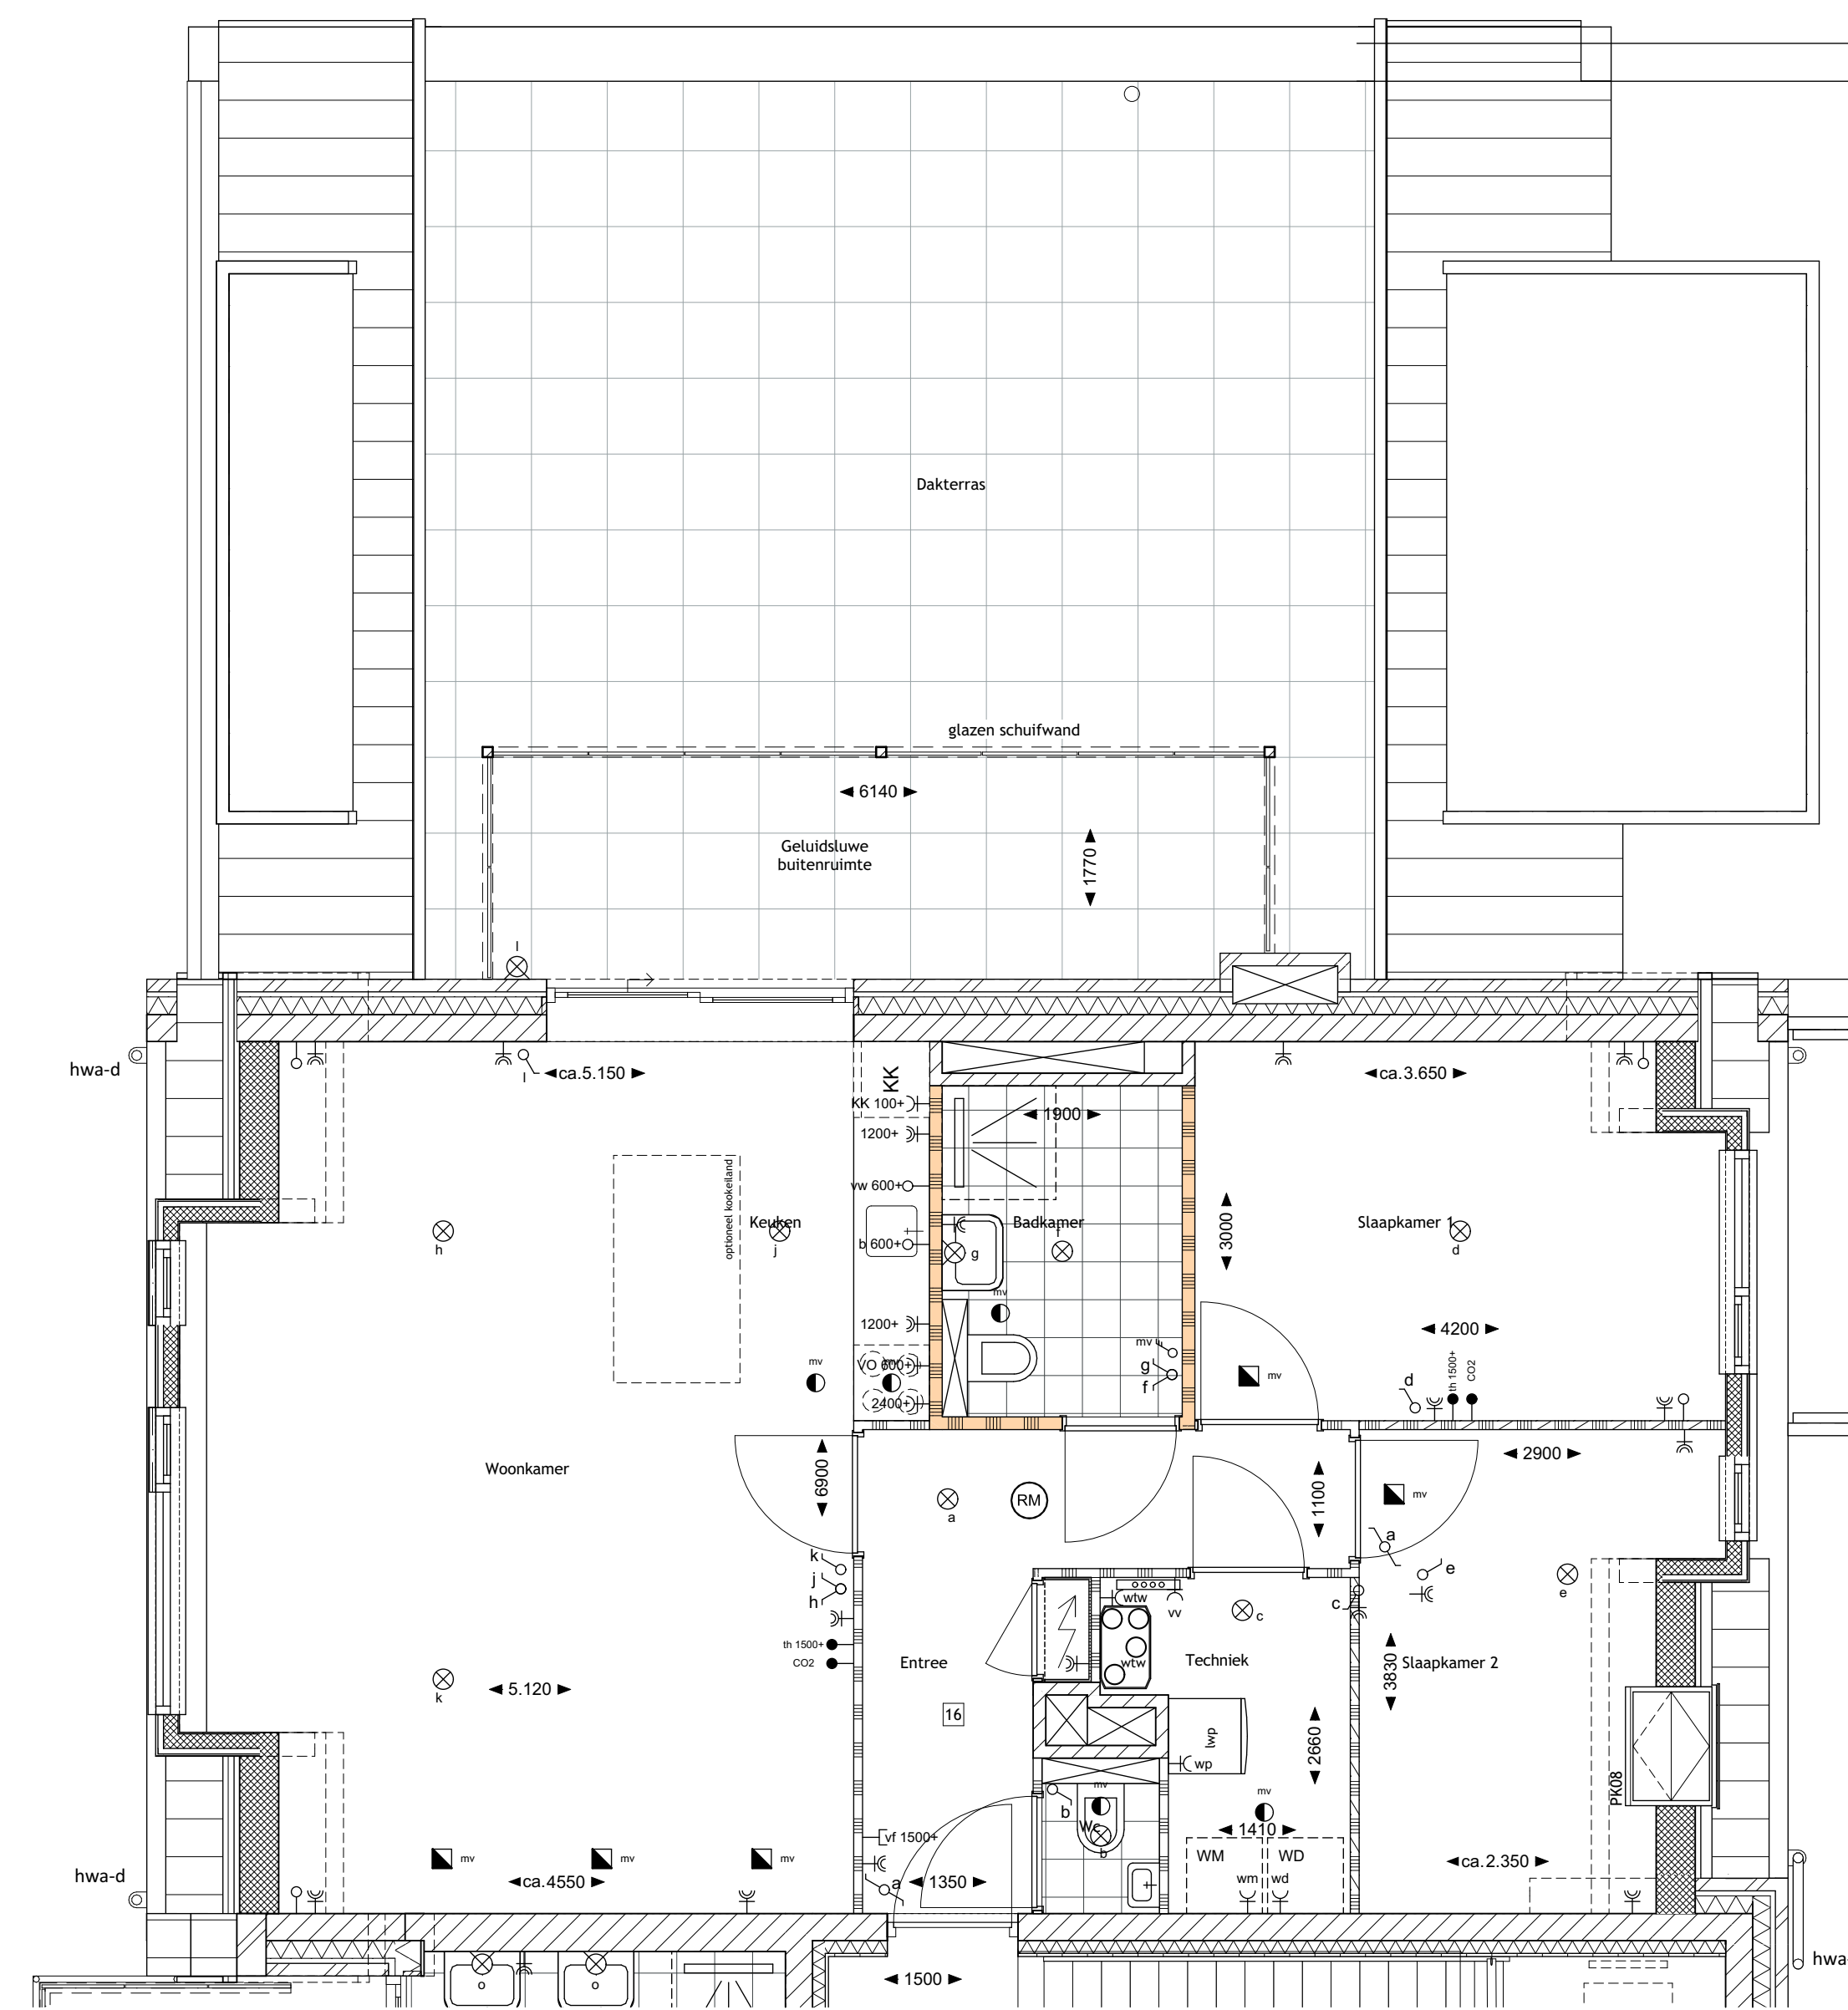 Dakterras
glazen schuifwand
6140
Geluidsluwe
buitenruimte
1770
l
hwa-d
l
ca.5.150
KK
ca.3.650
KK 100+
1900
1200+
optioneel kookeiland
vw 600+
3000
Keuken
Badkamer
Slaapkamer 1
h
j
b 600+
g
f
d
mv
1200+
4200
mv
mv
g
f
VO 600+
mv
mv
d
th 1500+
CO2
2400+
Woonkamer
6900
2900
a
RM
1100
mv
a
k
j
h
e
e
wtw
vv
c
c
th 1500+
CO2
wtw
Entree
Techniek
Slaapkamer 2
3830
k
5.120
16
lwp
2660
wp
PK08
mv
b
mv
Wc
b
vf 1500+
1410
mv
mv
mv
WM
WD
ca.2.350
hwa-d
ca.4550
a
1350
wm
wd
hwa
o
o
1500